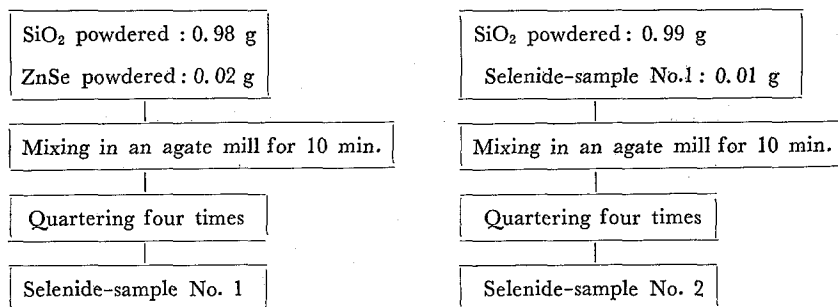 SiO₂ powdered : 0.98 g
ZnSe powdered : 0.02 g
Mixing in an agate mill for 10 min.
Quartering four times
Selenide-sample No. 1
SiO₂ powdered : 0.99 g
Selenide-sample No.1 : 0.01 g
Mixing in an agate mill for 10 min.
Quartering four times
Selenide-sample No. 2